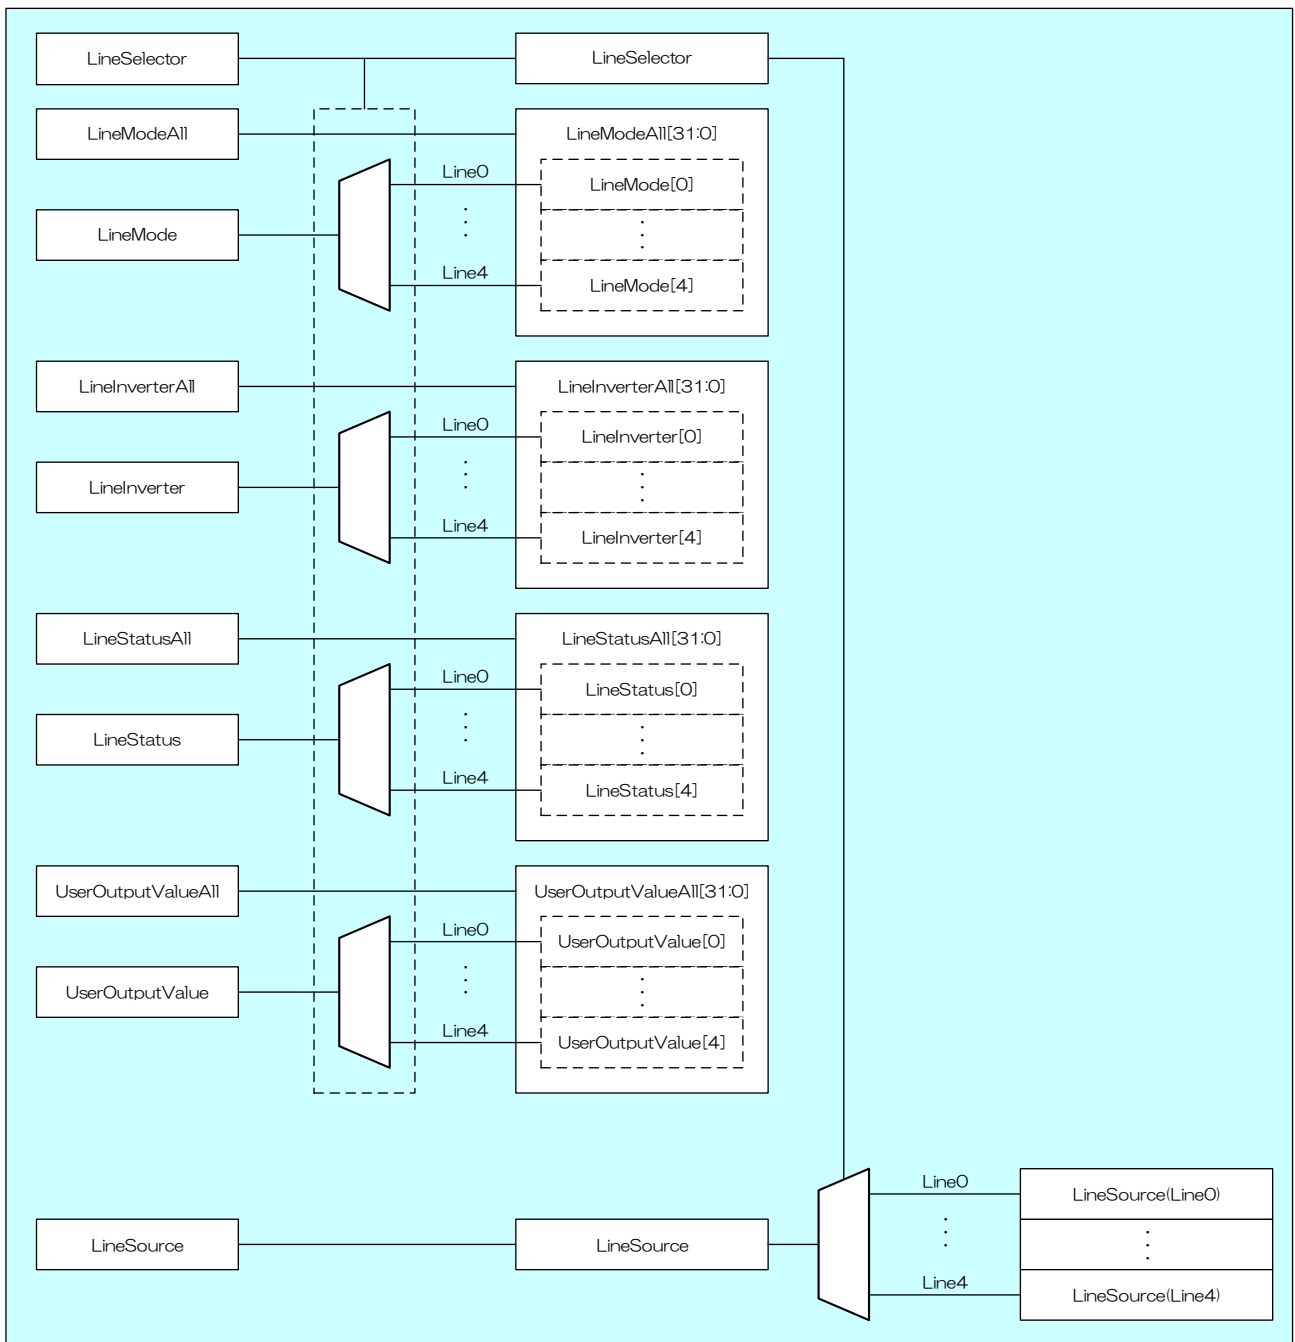 LineSelector
LineSelector
LineModeAll
LineModeAll[31:0]
Line0
LineMode[0]
LineMode
Line4
LineMode[4]
LineInverterAll
LineInverterAll[31:0]
Line0
LineInverter[0]
LineInverter
Line4
LineInverter[4]
LineStatusAll
LineStatusAll[31:0]
Line0
LineStatus[0]
LineStatus
Line4
LineStatus[4]
UserOutputValueAll
UserOutputValueAll[31:0]
Line0
UserOutputValue[0]
UserOutputValue
Line4
UserOutputValue[4]
Line0
LineSource(Line0)
LineSource
LineSource
Line4
LineSource(Line4)